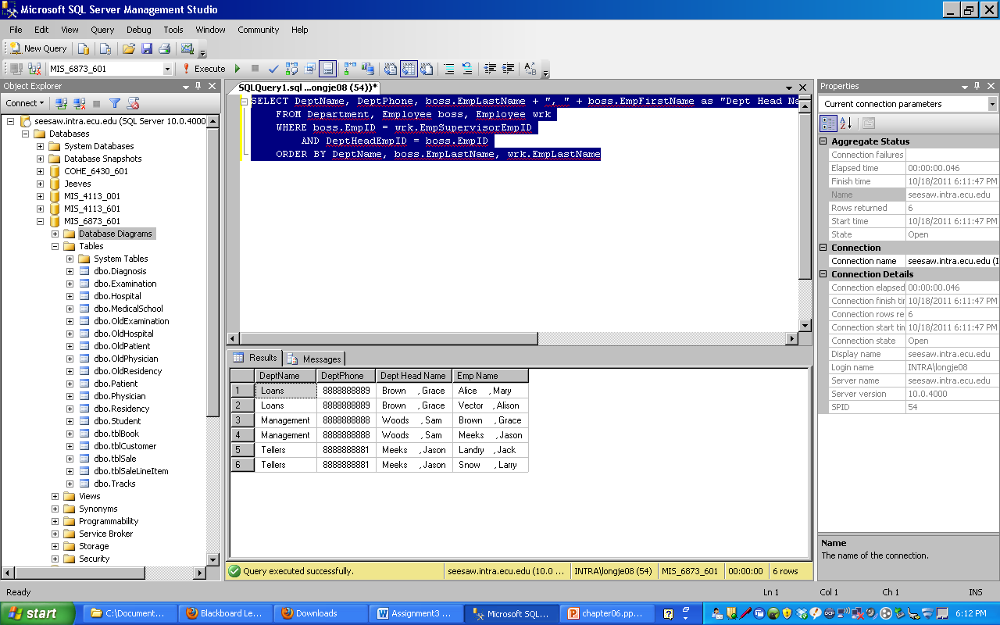 Microsoft SQL Server Management Studio
File Edit View Query Debug Tools Window Community Help
New Query
MIS_6873_601 Execute
Object Explorer
Connect
seesaw.intra.ecu.edu (SQL Server 10.0.4000
Databases
System Databases
Database Snapshots
COHE_6430_601
Jeeves
MIS_4113_001
MIS_4113_601
MIS_6873_601
Database Diagrams
Tables
System Tables
dbo.Diagnosis
dbo.Examination
dbo.Hospital
dbo.MedicalSchool
dbo.OldExamination
dbo.OldHospital
dbo.OldPatient
dbo.OldPhysician
dbo.OldResidency
dbo.Patient
dbo.Physician
dbo.Residency
dbo.Student
dbo.tblBook
dbo.tblCustomer
dbo.tblSale
dbo.tblSaleLineItem
dbo.Tracks
Views
Synonyms
Programmability
Service Broker
Storage
Security
SQLQuery1.sql ...ongje08 (54))*
SELECT DeptName, DeptPhone, boss.EmpLastName + ", " + boss.EmpFirstName as "Dept Head Na
FROM Department, Employee boss, Employee wrk
WHERE boss.EmpID = wrk.EmpSupervisorEmpID
AND DeptHeadEmpID = boss.EmpID
ORDER BY DeptName, boss.EmpLastName, wrk.EmpLastName
Results Messages
DeptName DeptPhone Dept Head Name Emp Name
1 Loans 8888888889 Brown , Grace Alice , Mary
2 Loans 8888888889 Brown , Grace Vector , Alison
3 Management 8888888888 Woods , Sam Brown , Grace
4 Management 8888888888 Woods , Sam Meeks , Jason
5 Tellers 8888888881 Meeks , Jason Landry , Jack
6 Tellers 8888888881 Meeks , Jason Snow , Larry
Query executed successfully. seesaw.intra.ecu.edu (10.0 ... INTRA\longje08 (54) MIS_6873_601 00:00:00 6 rows
Properties
Current connection parameters
Aggregate Status
Connection failures
Elapsed time 00:00:00.046
Finish time 10/18/2011 6:11:47 PM
Name seesaw.intra.ecu.edu
Rows returned 6
Start time 10/18/2011 6:11:47 PM
State Open
Connection
Connection name seesaw.intra.ecu.edu (I
Connection Details
Connection elapsed 00:00:00.046
Connection finish tir 10/18/2011 6:11:47 PM
Connection rows re 6
Connection start tin 10/18/2011 6:11:47 PM
Connection state Open
Display name seesaw.intra.ecu.edu
Login name INTRA\longje08
Server name seesaw.intra.ecu.edu
Server version 10.0.4000
SPID 54
Name
The name of the connection.
Ready Ln 1 Col 1 Ch 1 INS
start C:\Document... Blackboard Le... Downloads Assignment3 ... Microsoft SQL... chapter06.pp... 6:12 PM